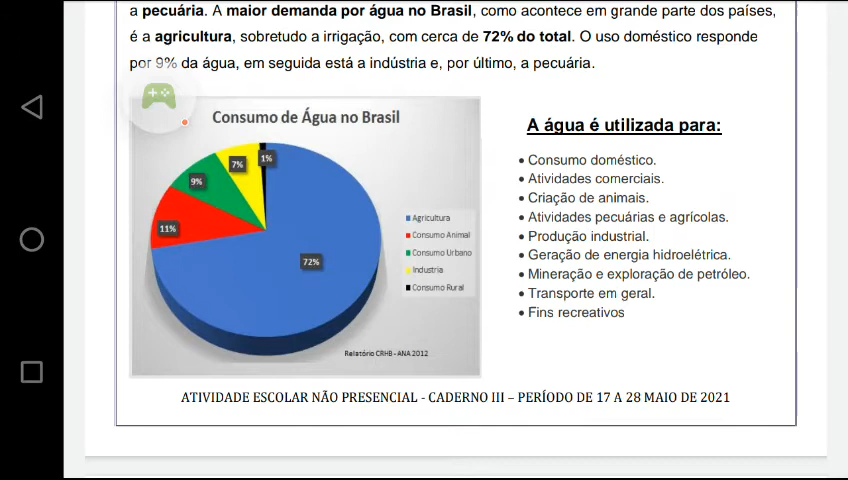 a pecuária. A maior demanda por água no Brasil, como acontece em grande parte dos países,
é a agricultura, sobretudo a irrigação, com cerca de 72% do total. O uso doméstico responde
por 9% da água, em seguida está a indústria e, por último, a pecuária.
Consumo de Água no Brasil
1%
7%
9%
11%
72%
Agricultura
Consumo Animal
Consumo Urbano
Industria
Consumo Rural
Relatório CRHB - ANA 2012
A água é utilizada para:
• Consumo doméstico.
• Atividades comerciais.
• Criação de animais.
• Atividades pecuárias e agrícolas.
• Produção industrial.
• Geração de energia hidroelétrica.
• Mineração e exploração de petróleo.
• Transporte em geral.
• Fins recreativos
ATIVIDADE ESCOLAR NÃO PRESENCIAL - CADERNO III – PERÍODO DE 17 A 28 MAIO DE 2021